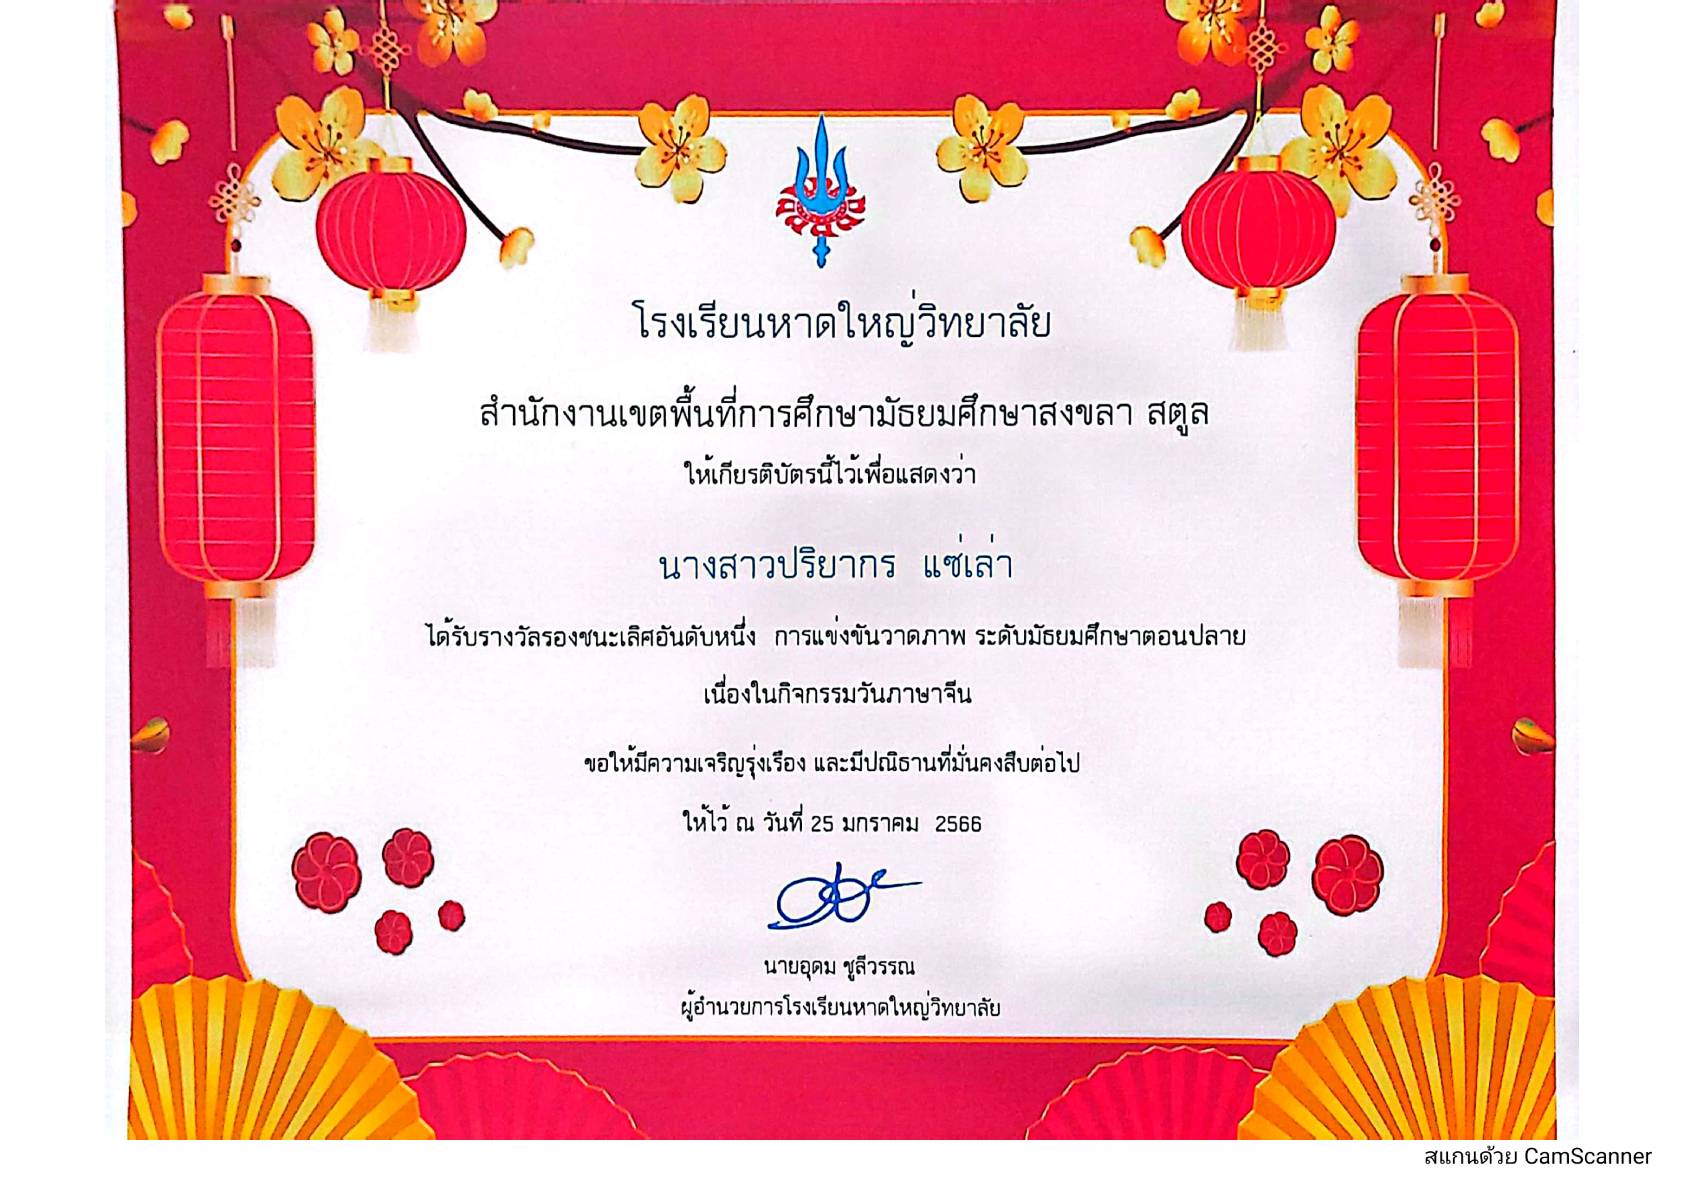 โรงเรียนหาดใหญ่วิทยาลัย
สำนักงานเขตพื้นที่การศึกษามัธยมศึกษาสงขลา สตูล
ให้เกียรติบัตรนี้ไว้เพื่อแสดงว่า
นางสาวปริยากร แซ่เล่า
ได้รับรางวัลรองชนะเลิศอันดับหนึ่ง การแข่งขันวาดภาพ ระดับมัธยมศึกษาตอนปลาย
เนื่องในกิจกรรมวันภาษาจีน
ขอให้มีความเจริญรุ่งเรือง และมีปณิธานที่มั่นคงสืบต่อไป
ให้ไว้ ณ วันที่ 25 มกราคม 2566
นายอุดม ชูลีวรรณ
ผู้อำนวยการโรงเรียนหาดใหญ่วิทยาลัย
สแกนด้วย CamScanner